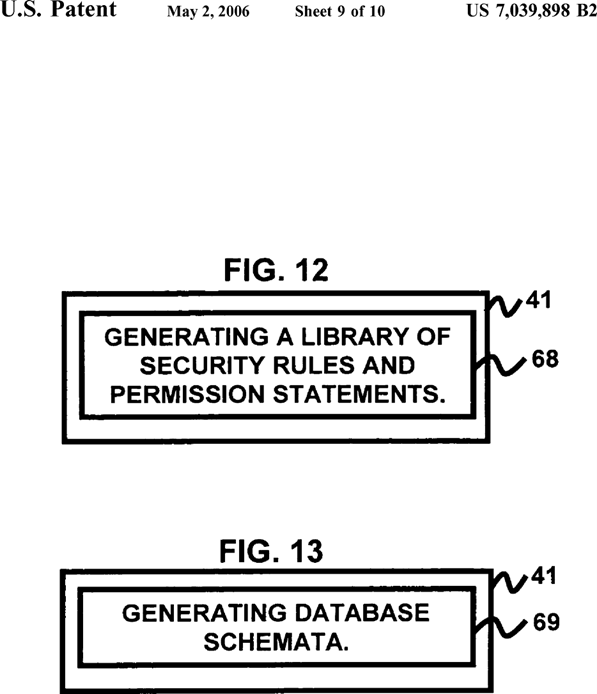 U.S. Patent May 2, 2006 Sheet 9 of 10 US 7,039,898 B2
FIG. 12
41
GENERATING A LIBRARY OF
SECURITY RULES AND
PERMISSION STATEMENTS.
68
FIG. 13
41
GENERATING DATABASE
SCHEMATA.
69